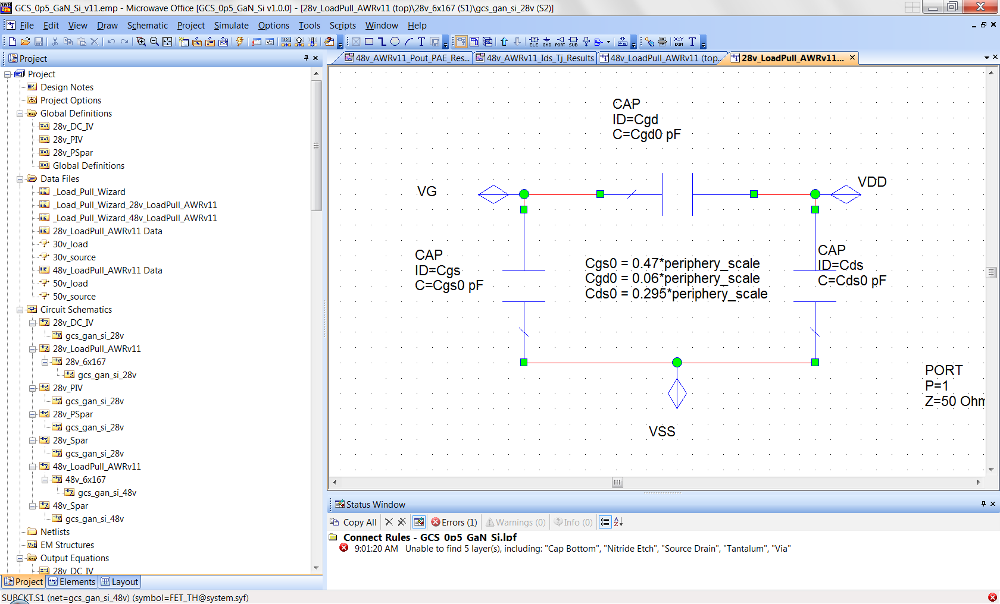 GCS_0p5_GaN_Si_v11.emp - Microwave Office [GCS_0p5_GaN_Si v1.0.0] - [28v_LoadPull_AWRv11 (top)\28v_6x167 (S1)\gcs_gan_si_28v (S2)]
File Edit View Draw Schematic Project Simulate Options Tools Scripts Window Help
Project
48v_AWRv11_Pout_PAE_Res... 48v_AWRv11_Ids_Tj_Results 48v_LoadPull_AWRv11 (top... 28v_LoadPull_AWRv11...
Project
Design Notes
Project Options
Global Definitions
28v_DC_IV
28v_PIV
28v_PSpar
Global Definitions
Data Files
_Load_Pull_Wizard
_Load_Pull_Wizard_28v_LoadPull_AWRv11
_Load_Pull_Wizard_48v_LoadPull_AWRv11
28v_LoadPull_AWRv11 Data
30v_load
30v_source
48v_LoadPull_AWRv11 Data
50v_load
50v_source
Circuit Schematics
28v_DC_IV
gcs_gan_si_28v
28v_LoadPull_AWRv11
28v_6x167
gcs_gan_si_28v
28v_PIV
gcs_gan_si_28v
28v_PSpar
gcs_gan_si_28v
28v_Spar
gcs_gan_si_28v
48v_LoadPull_AWRv11
48v_6x167
gcs_gan_si_48v
48v_Spar
gcs_gan_si_48v
Netlists
EM Structures
Output Equations
28v_DC_IV
Project Elements Layout
CAP
ID=Cgd
C=Cgd0 pF
VG
VDD
CAP
ID=Cgs
C=Cgs0 pF
Cgs0 = 0.47*periphery_scale
Cgd0 = 0.06*periphery_scale
Cds0 = 0.295*periphery_scale
CAP
ID=Cds
C=Cds0 pF
PORT
P=1
Z=50 Ohm
VSS
Status Window
Copy All Errors (1) Warnings (0) Info (0)
Connect Rules - GCS_0p5_GaN_Si.lpf
9:01:20 AM Unable to find 5 layer(s), including: "Cap Bottom", "Nitride Etch", "Source Drain", "Tantalum", "Via"
SUBCKT.S1 (net=gcs_gan_si_48v) (symbol=FET_TH@system.syf)